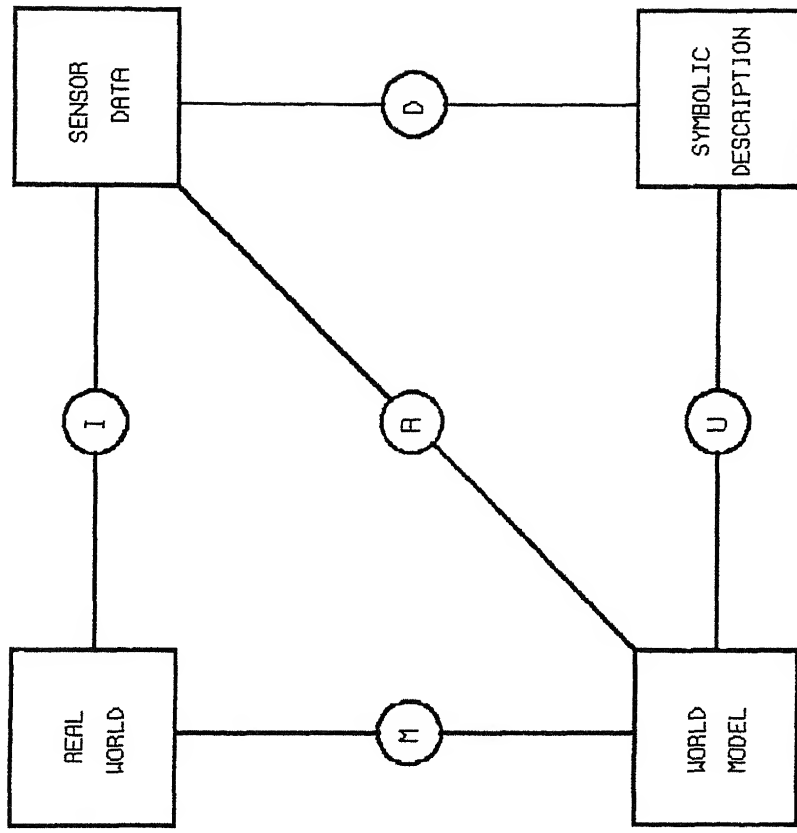 WORLD
MODEL
M
REAL
WORLD
U
R
I
SYMBOLIC
DESCRIPTION
D
SENSOR
DATA